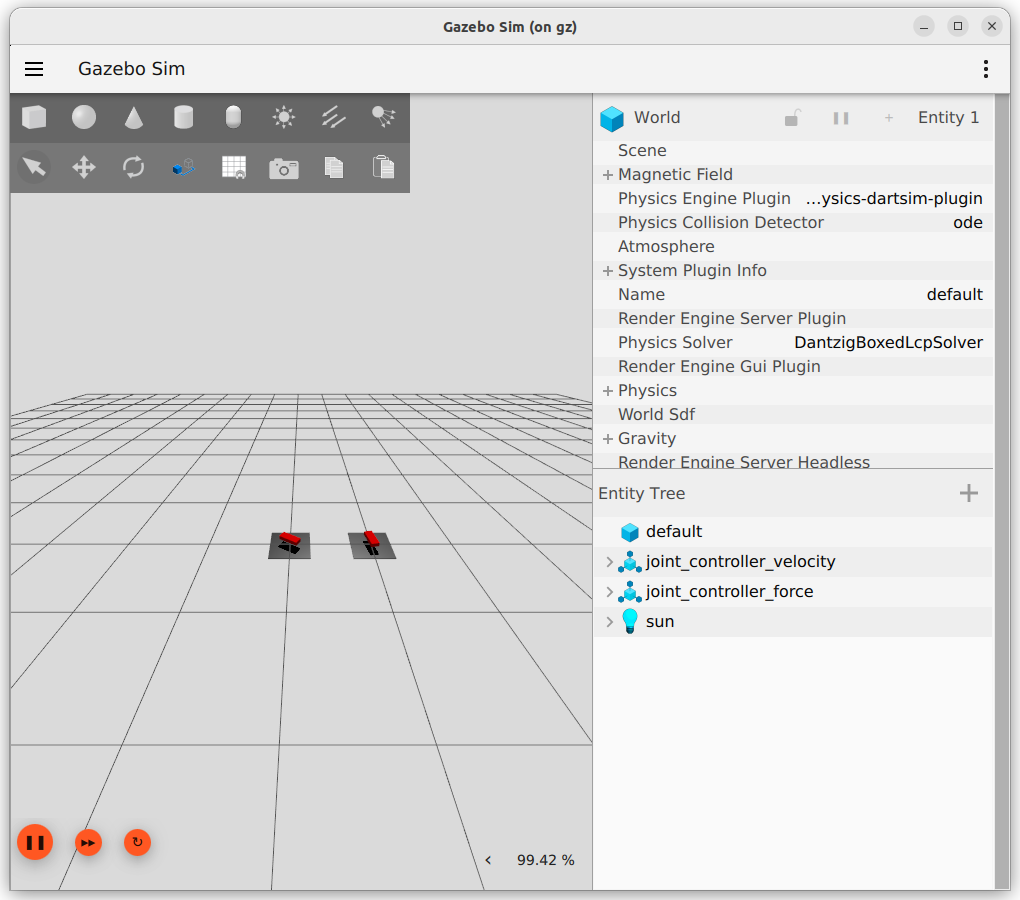 Gazebo Sim (on gz)
Gazebo Sim
World Entity 1
Scene
Magnetic Field
Physics Engine Plugin ...ysics-dartsim-plugin
Physics Collision Detector ode
Atmosphere
System Plugin Info
Name default
Render Engine Server Plugin
Physics Solver DantzigBoxedLcpSolver
Render Engine Gui Plugin
Physics
World Sdf
Gravity
Render Engine Server Headless
Entity Tree
default
joint_controller_velocity
joint_controller_force
sun
99.42 %